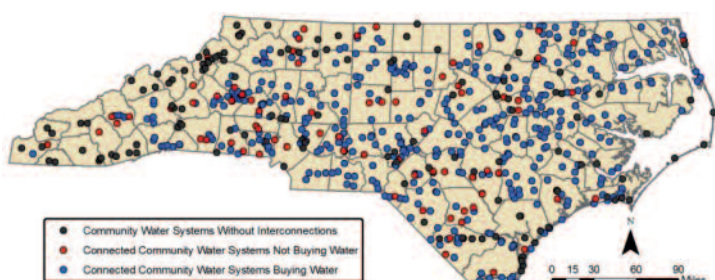 Community Water Systems Without Interconnections
Connected Community Water Systems Not Buying Water
Connected Community Water Systems Buying Water
N
0 15 30 60 90
Miles